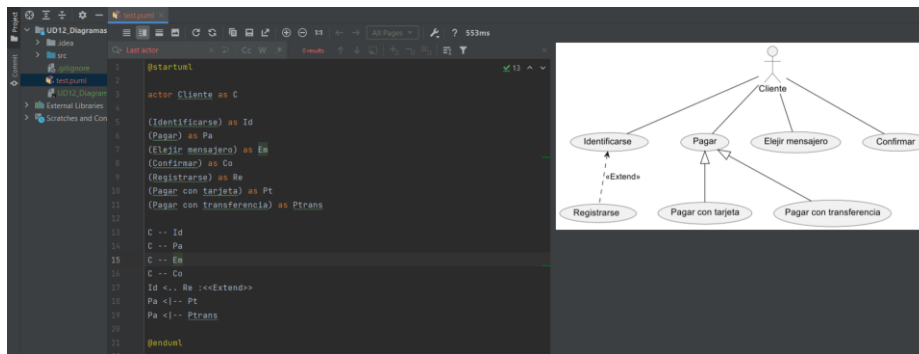 Project
Commit
UD12_Diagramas
.idea
src
.gitignore
test.puml
UD12_Diagram
External Libraries
Scratches and Con
test.puml
All Pages
553ms
Last actor
Cc W
0 results
13
1 @startuml
2
3 actor Cliente as C
4
5 (Identificarse) as Id
6 (Pagar) as Pa
7 (Elejir mensajero) as Em
8 (Confirmar) as Co
9 (Registrarse) as Re
10 (Pagar con tarjeta) as Pt
11 (Pagar con transferencia) as Ptrans
12
13 C -- Id
14 C -- Pa
15 C -- Em
16 C -- Co
17 Id <.. Re :<<Extend>>
18 Pa <|-- Pt
19 Pa <|-- Ptrans
20
21 @enduml
Cliente
Identificarse
Pagar
Elejir mensajero
Confirmar
«Extend»
Registrarse
Pagar con tarjeta
Pagar con transferencia